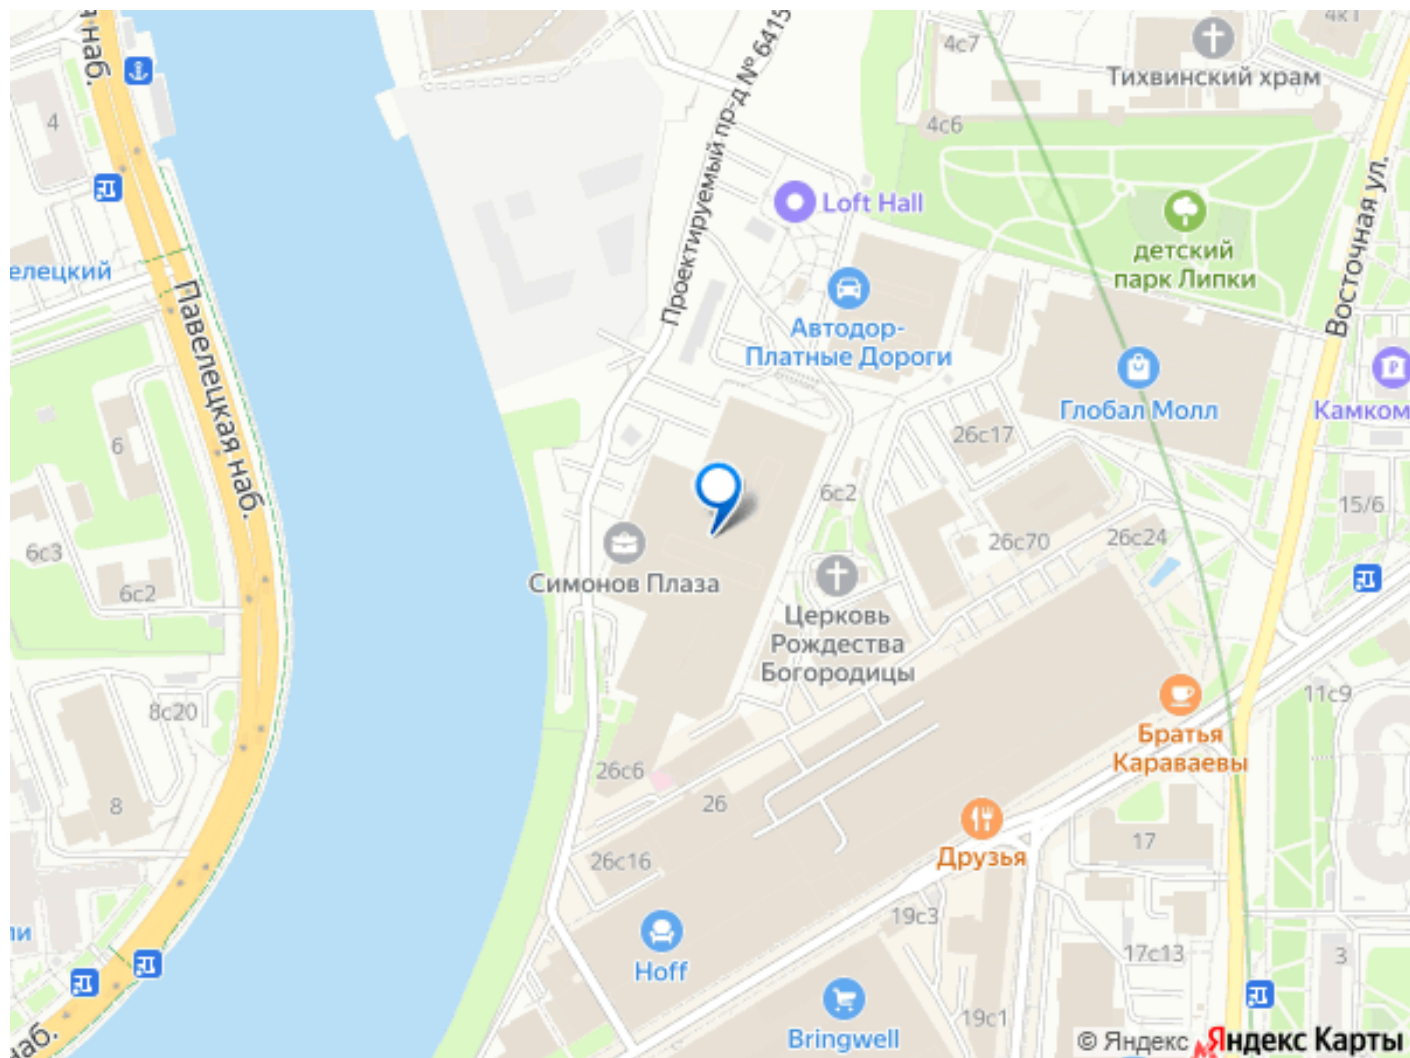 наб.
4
елецкий
Павелецкая наб.
6
6с3
6с2
8с20
8
ли
наб.
Проектируемый пр-д № 6415
4с7
4к1
Тихвинский храм
4с6
Loft Hall
детский
парк Липки
Восточная ул.
Автодор-
Платные Дороги
Глобал Молл
Камком
26с17
6с2
15/6
26с70
26с24
Симонов Плаза
Церковь
Рождества
Богородицы
11с9
Братья
Караваевы
26с6
26
17
26с16
Друзья
19с3
17с13
3
Hoff
19с1
Bringwell
© Яндекс Яндекс Карты